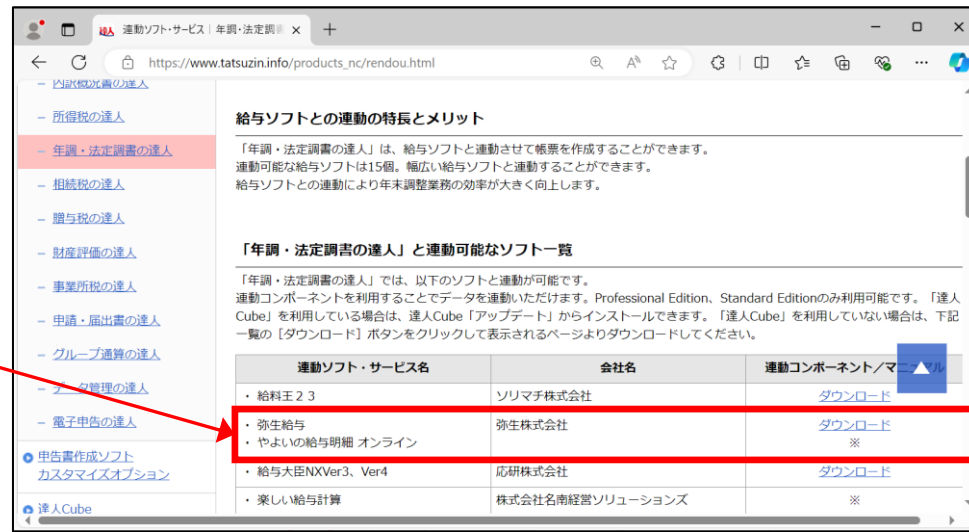 達人 連動ソフト・サービス｜年調・法定調
https://www.tatsuzin.info/products_nc/rendou.html
－ 内訳概況書の達人
－ 所得税の達人
－ 年調・法定調書の達人
－ 相続税の達人
－ 贈与税の達人
－ 財産評価の達人
－ 事業所税の達人
－ 申請・届出書の達人
－ グループ通算の達人
－ データ管理の達人
－ 電子申告の達人
申告書作成ソフト
カスタマイズオプション
達人Cube
給与ソフトとの連動の特長とメリット
「年調・法定調書の達人」は、給与ソフトと連動させて帳票を作成することができます。
連動可能な給与ソフトは15個。幅広い給与ソフトと連動することができます。
給与ソフトとの連動により年末調整業務の効率が大きく向上します。
「年調・法定調書の達人」と連動可能なソフト一覧
「年調・法定調書の達人」では、以下のソフトと連動が可能です。
連動コンポーネントを利用することでデータを連動いただけます。Professional Edition、Standard Editionのみ利用可能です。「達人
Cube」を利用している場合は、達人Cube「アップデート」からインストールできます。「達人Cube」を利用していない場合は、下記
一覧の［ダウンロード］ボタンをクリックして表示されるページよりダウンロードしてください。
連動ソフト・サービス名 会社名 連動コンポーネント／マニュアル
・ 給料王２３ ソリマチ株式会社 ダウンロード
・ 弥生給与 弥生株式会社 ダウンロード
・ やよいの給与明細 オンライン ※
・ 給与大臣NXVer3、Ver4 応研株式会社 ダウンロード
・ 楽しい給与計算 株式会社名南経営ソリューションズ ※